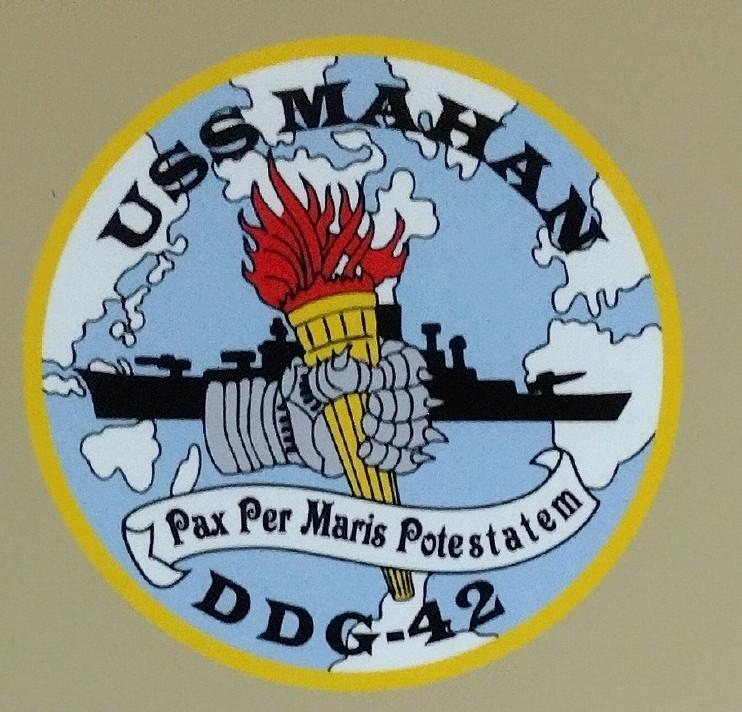 USS MAHAN
Pax Per Maris Potestatem
DDG-42